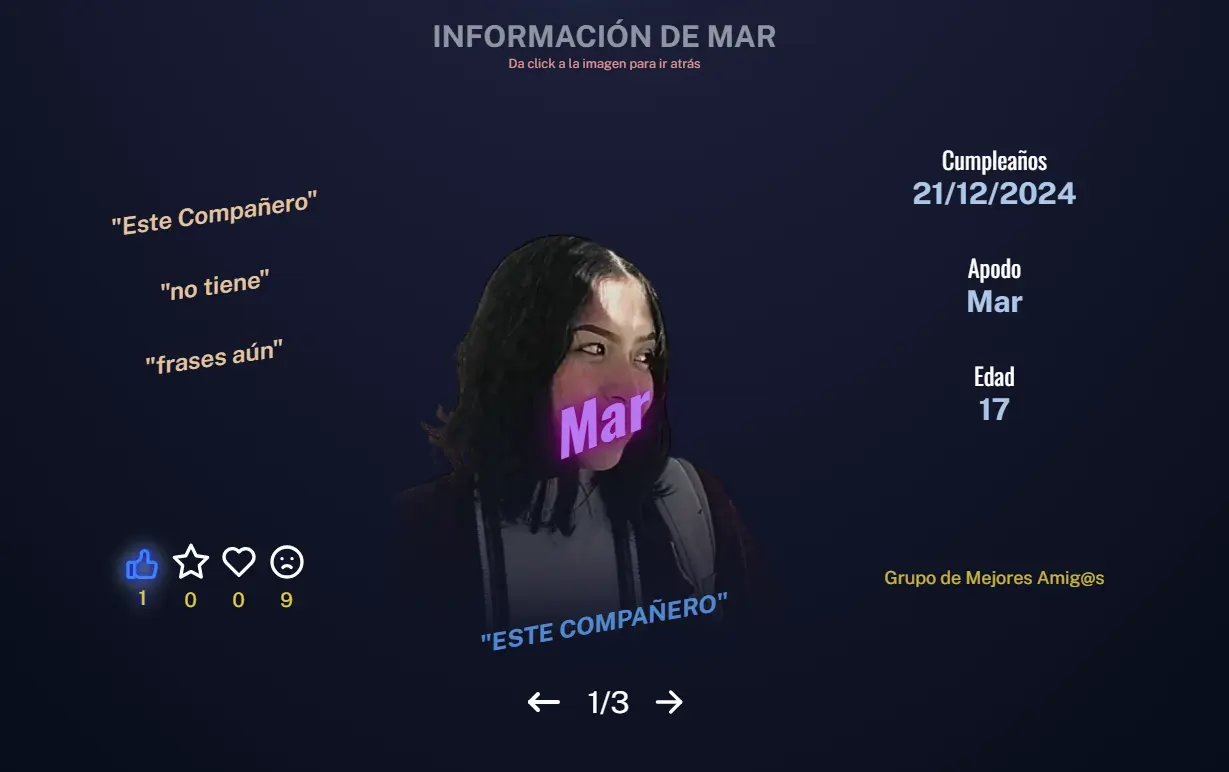 INFORMACIÓN DE MAR
Da click a la imagen para ir atrás
"Este Compañero"
"no tiene"
"frases aún"
Cumpleaños
21/12/2024
Apodo
Mar
Edad
17
Mar
1 0 0 9
Grupo de Mejores Amig@s
"ESTE COMPAÑERO"
1/3